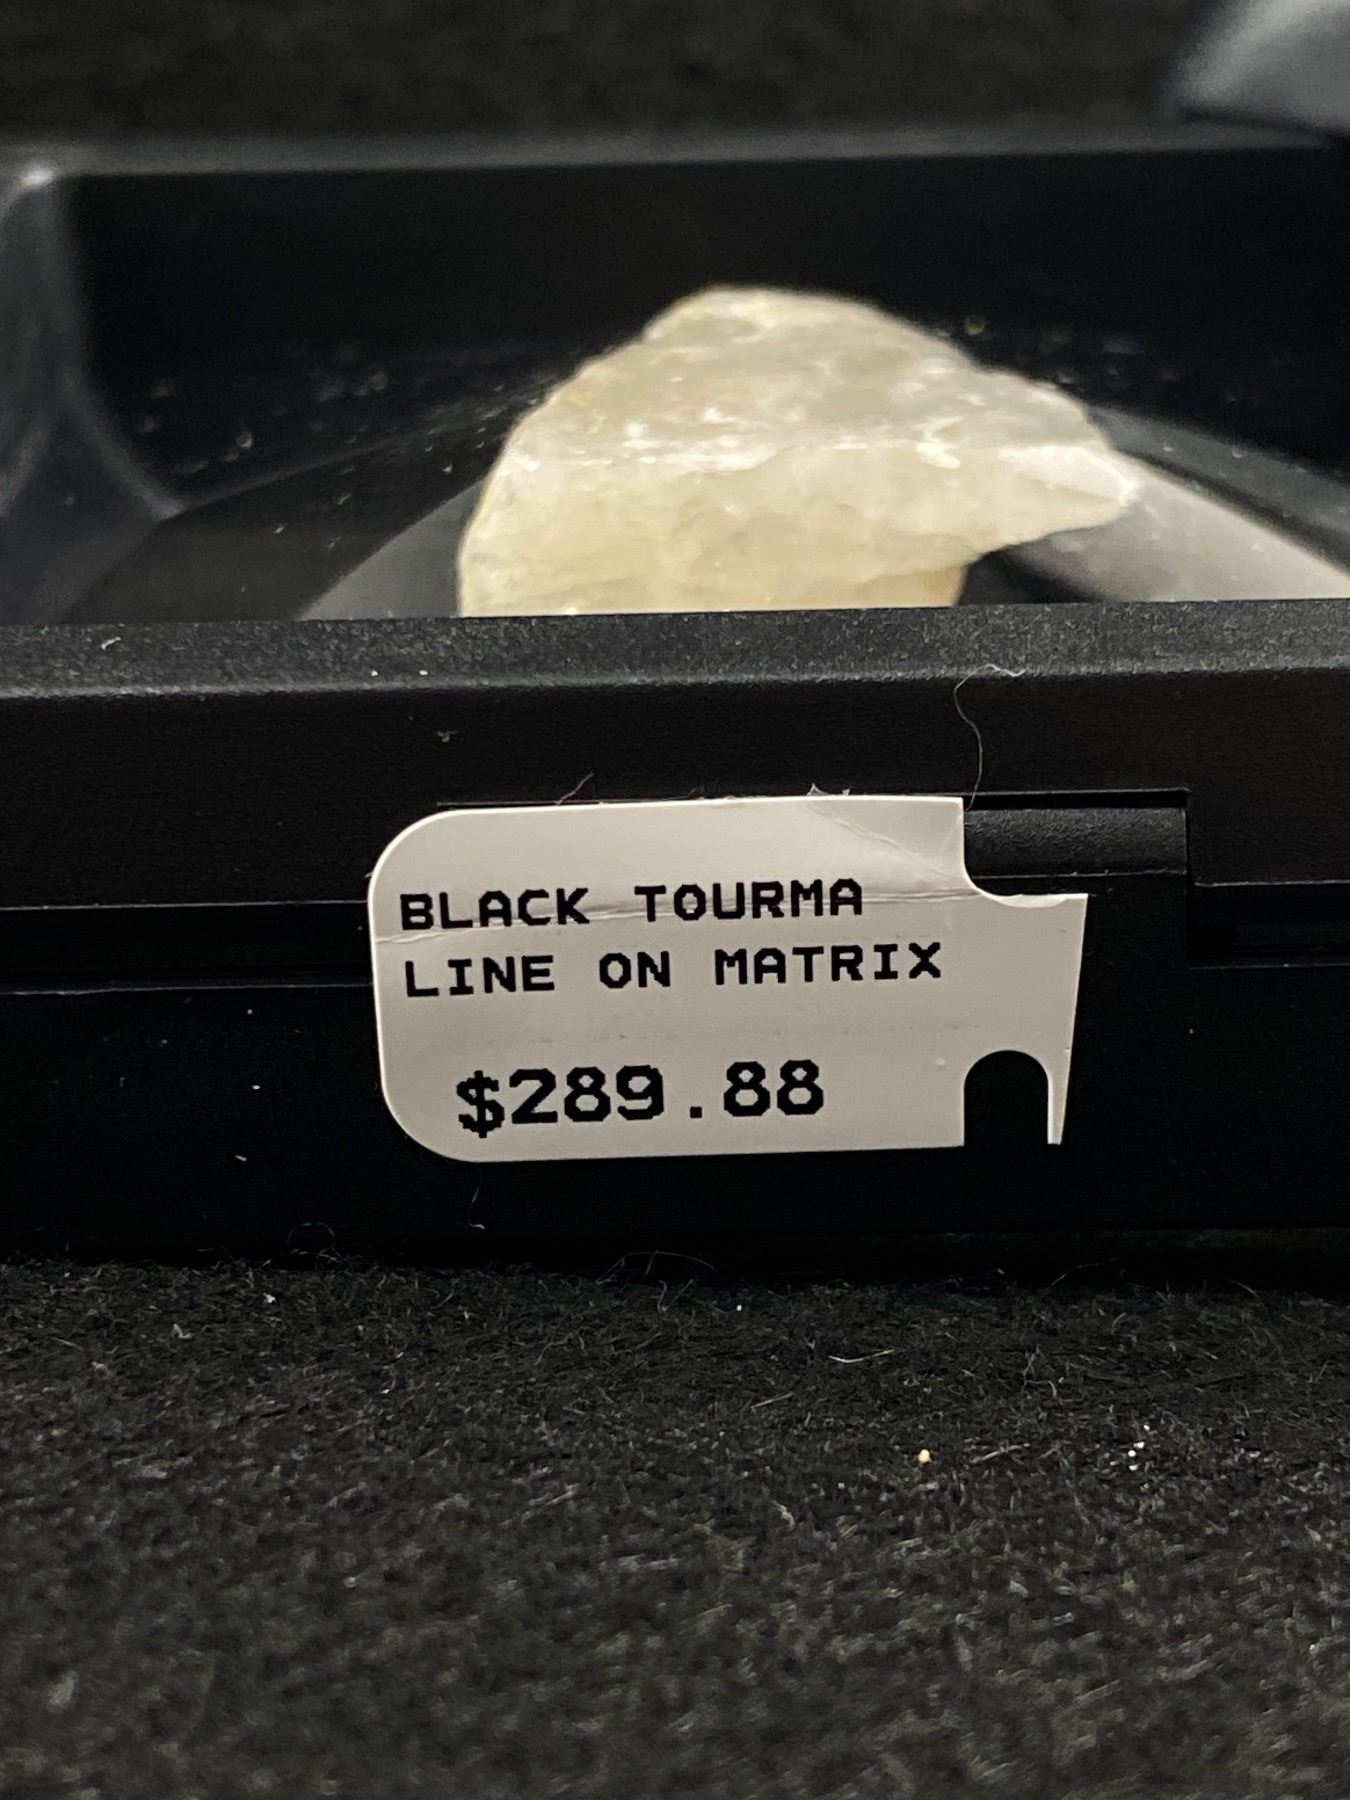 BLACK TOURMA
LINE ON MATRIX
$289.88